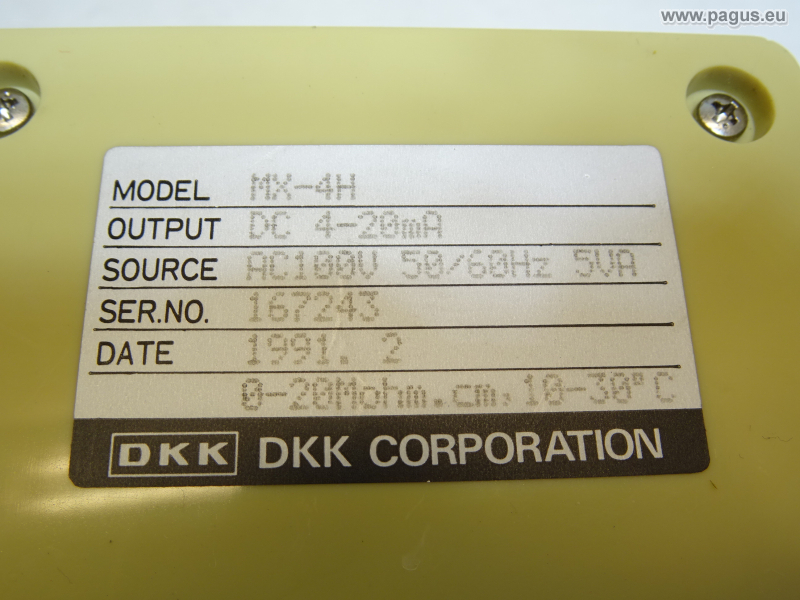 www.pagus.eu
MODEL MX-4H
OUTPUT DC 4-20mA
SOURCE AC100V 50/60Hz 5VA
SER.NO. 167243
DATE 1991. 2
0-20Mohm.cm, 10-30°C
DKK DKK CORPORATION